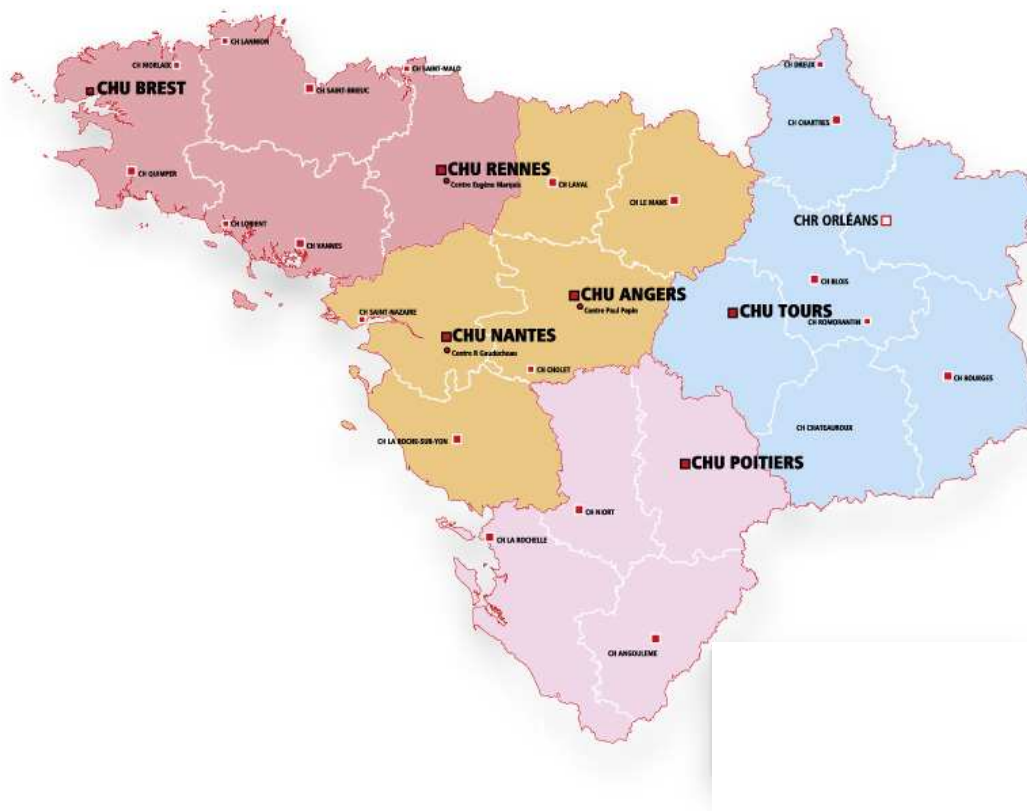 CH LANNION
CH MORLAIX
CH SAINT-MALO
CH DREUX
CHU BREST
CH SAINT-BRIEUC
CH CHARTRES
CHU RENNES
CH QUIMPER
Centre Eugène Marquis
CH LAVAL
CH LE MANS
CH LORIENT
CHR ORLÉANS
CH VANNES
CH BLOIS
CHU ANGERS
Centre Paul Papin
CH SAINT-NAZAIRE
CHU TOURS
CH ROMORANTIN
CHU NANTES
Centre R Gauducheau
CH CHOLET
CH BOURGES
CH CHATEAUROUX
CH LA ROCHE-SUR-YON
CHU POITIERS
CH NIORT
CH LA ROCHELLE
CH ANGOULEME